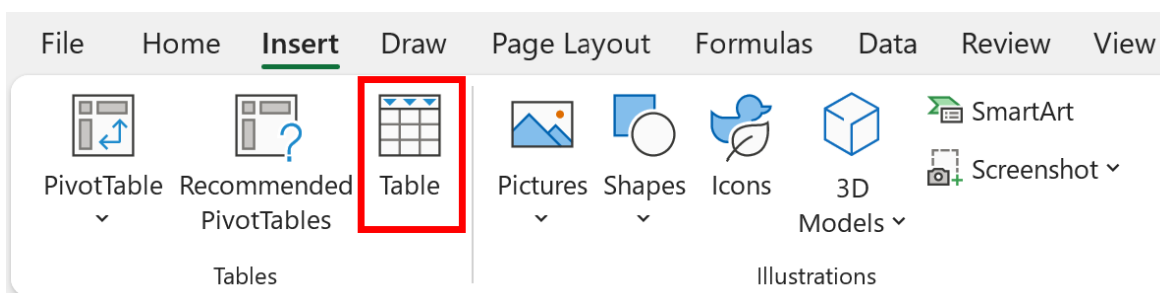 File Home Insert Draw Page Layout Formulas Data Review View
PivotTable
Recommended
PivotTables
Table
Tables
Pictures
Shapes
Icons
3D
Models
SmartArt
Screenshot
Illustrations